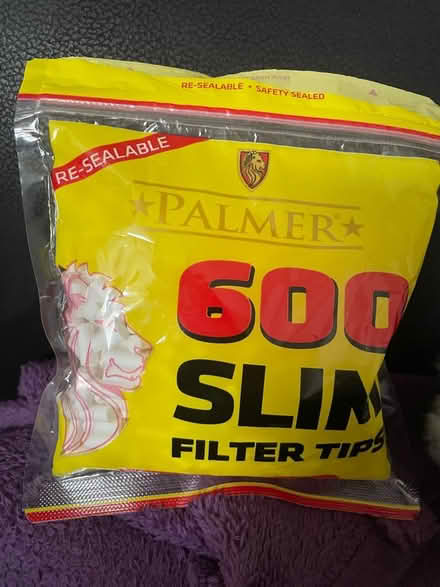 RE-SEALABLE • SAFETY SEALED
RE-SEALABLE
★PALMER®★
600
SLIM
FILTER TIPS